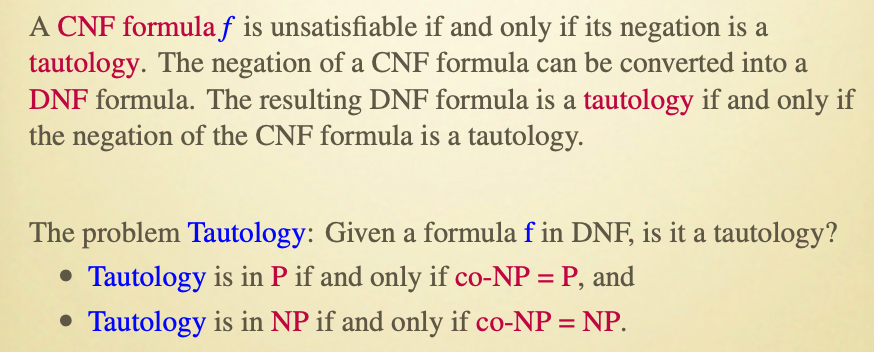 A CNF formula f is unsatisfiable if and only if its negation is a
tautology. The negation of a CNF formula can be converted into a
DNF formula. The resulting DNF formula is a tautology if and only if
the negation of the CNF formula is a tautology.
The problem Tautology: Given a formula f in DNF, is it a tautology?
• Tautology is in P if and only if co-NP = P, and
• Tautology is in NP if and only if co-NP = NP.